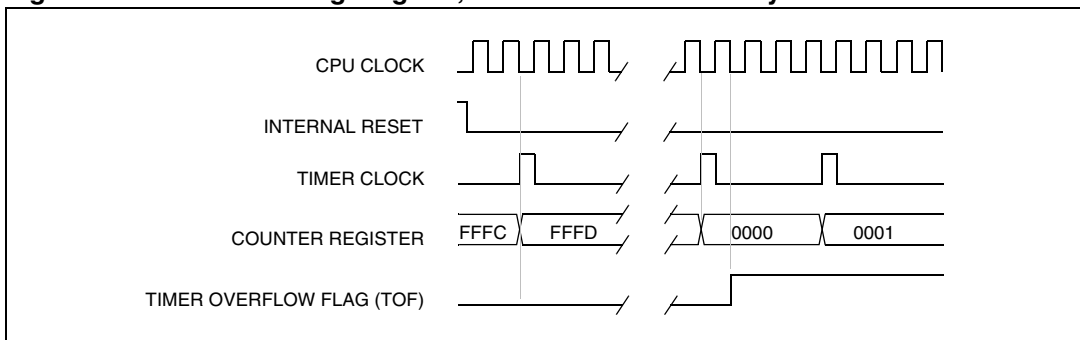 CPU CLOCK
INTERNAL RESET
TIMER CLOCK
COUNTER REGISTER FFFC FFFD 0000 0001
TIMER OVERFLOW FLAG (TOF)